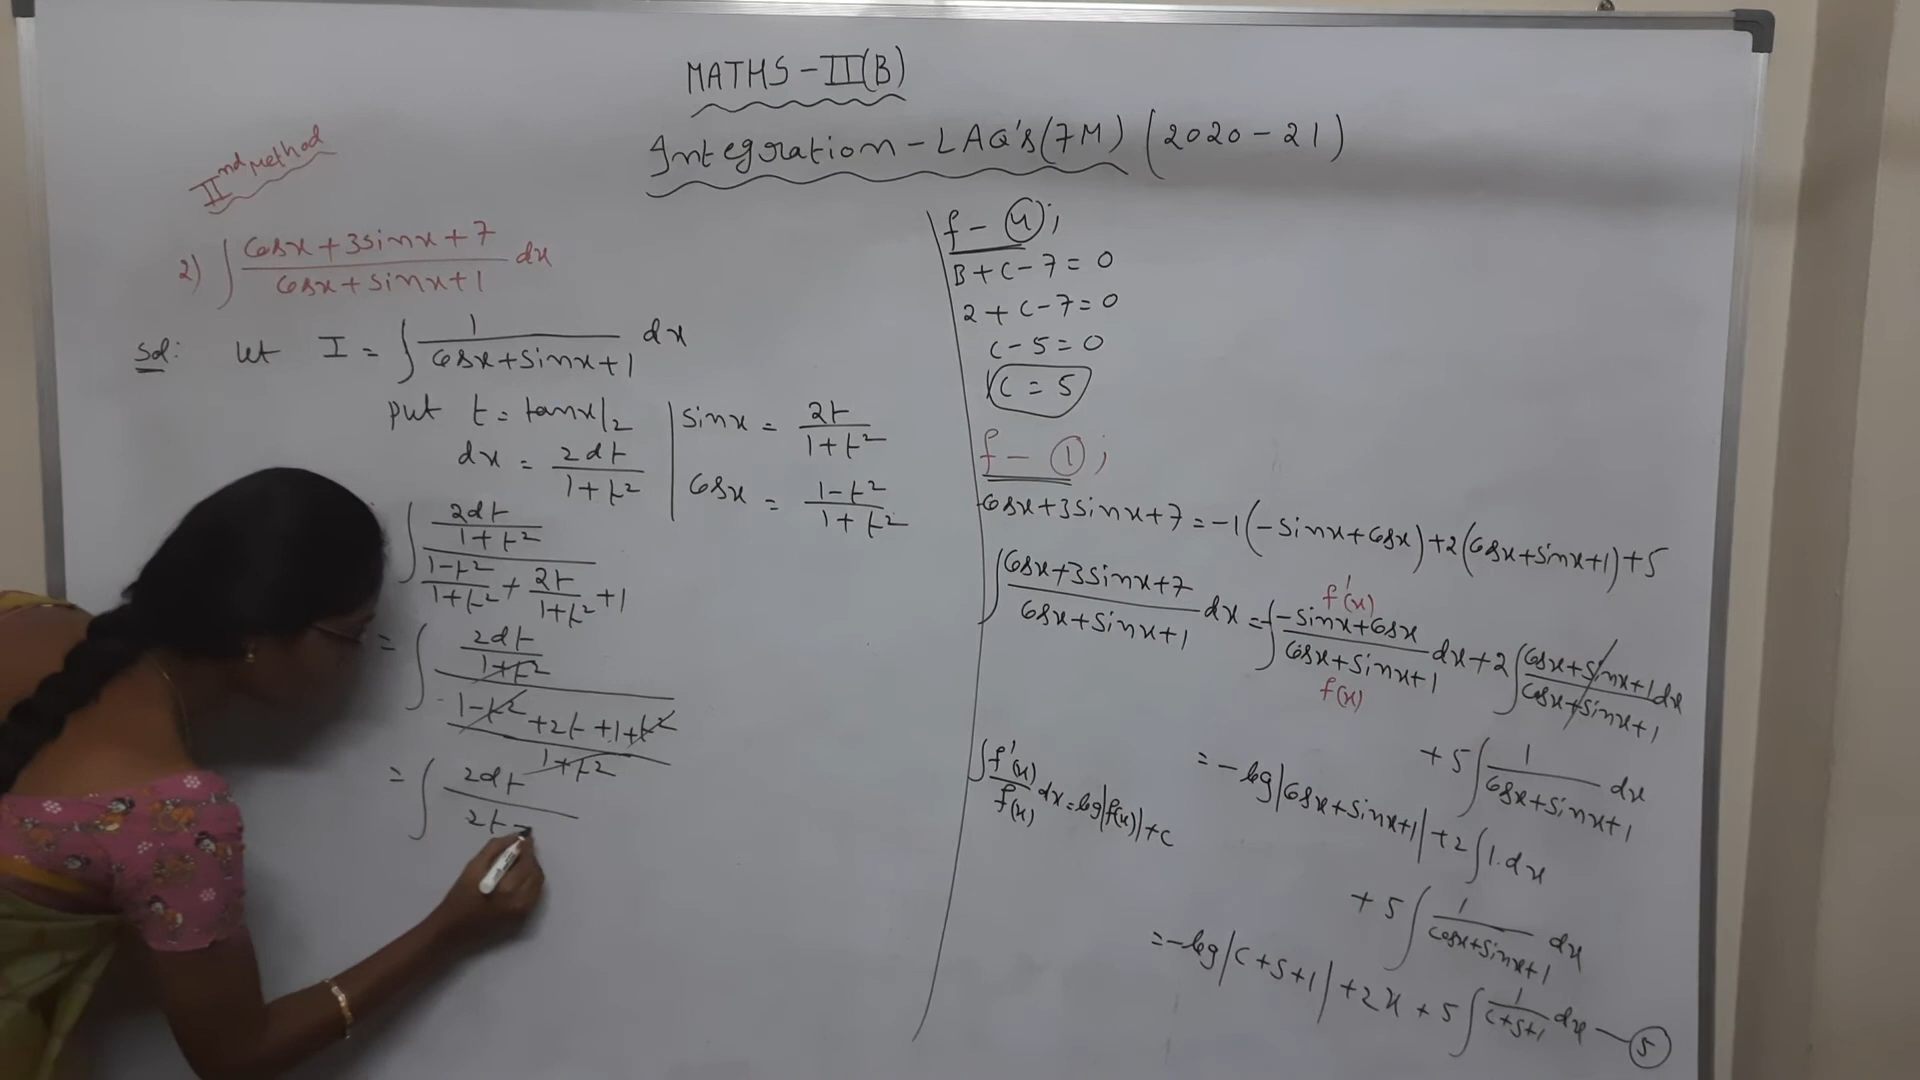 MATHS-II(B)
Integration-LAQ's(7M) (2020-21)
IInd Method
2) ∫ (cosx+3sinx+7)/(cosx+sinx+1) dx
Sol: let I = ∫ 1/(cosx+sinx+1) dx
put t = tanx/2
dx = 2dt/(1+t²)
sinx = 2t/(1+t²)
cosx = (1-t²)/(1+t²)
∫ (2dt/(1+t²))/((1-t²)/(1+t²) + 2t/(1+t²) + 1)
= ∫ (2dt/(1+t²))/((1-t²+2t+1+t²)/(1+t²))
= ∫ 2dt/2t+
f-④;
B+C-7=0
2+C-7=0
C-5=0
C=5
f-①;
cosx+3sinx+7=-1(-sinx+cosx)+2(cosx+sinx+1)+5
∫ (cosx+3sinx+7)/(cosx+sinx+1) dx = -∫ (-sinx+cosx)/(cosx+sinx+1) dx+2∫ (cosx+sinx+1)/(cosx+sinx+1) dx
f'(x)
f(x)
+5∫ 1/(cosx+sinx+1) dx
∫ f'(x)/f(x) dx=log|f(x)|+c
= -log|cosx+sinx+1|+2∫1.dx
+5∫ 1/(cosx+sinx+1) dx
=-log|C+S+1|+2x+5∫ 1/(C+S+1) dx — ⑤